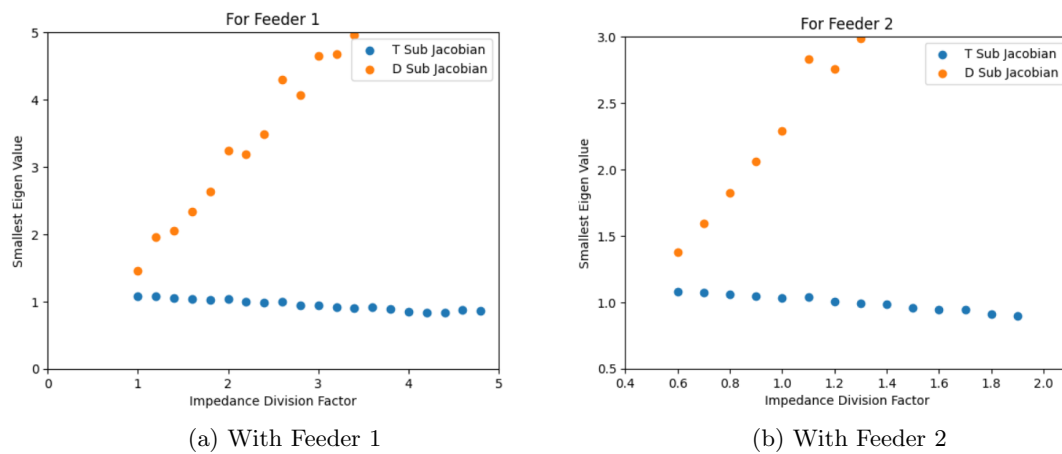 For Feeder 1
T Sub Jacobian
D Sub Jacobian
Smallest Eigen Value
5
4
3
2
1
0
0 1 2 3 4 5
Impedance Division Factor
(a) With Feeder 1
For Feeder 2
T Sub Jacobian
D Sub Jacobian
Smallest Eigen Value
3.0
2.5
2.0
1.5
1.0
0.5
0.4 0.6 0.8 1.0 1.2 1.4 1.6 1.8 2.0
Impedance Division Factor
(b) With Feeder 2